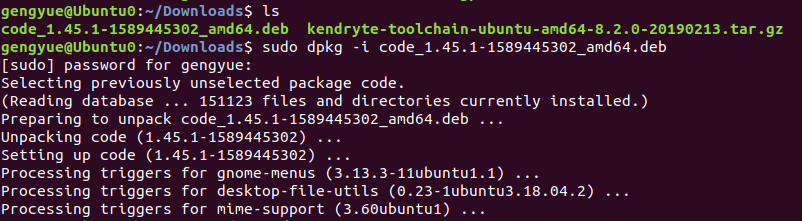 gengyue@Ubuntu0:~/Downloads$ ls
code_1.45.1-1589445302_amd64.deb kendryte-toolchain-ubuntu-amd64-8.2.0-20190213.tar.gz
gengyue@Ubuntu0:~/Downloads$ sudo dpkg -i code_1.45.1-1589445302_amd64.deb
[sudo] password for gengyue:
Selecting previously unselected package code.
(Reading database ... 151123 files and directories currently installed.)
Preparing to unpack code_1.45.1-1589445302_amd64.deb ...
Unpacking code (1.45.1-1589445302) ...
Setting up code (1.45.1-1589445302) ...
Processing triggers for gnome-menus (3.13.3-11ubuntu1.1) ...
Processing triggers for desktop-file-utils (0.23-1ubuntu3.18.04.2) ...
Processing triggers for mime-support (3.60ubuntu1) ...